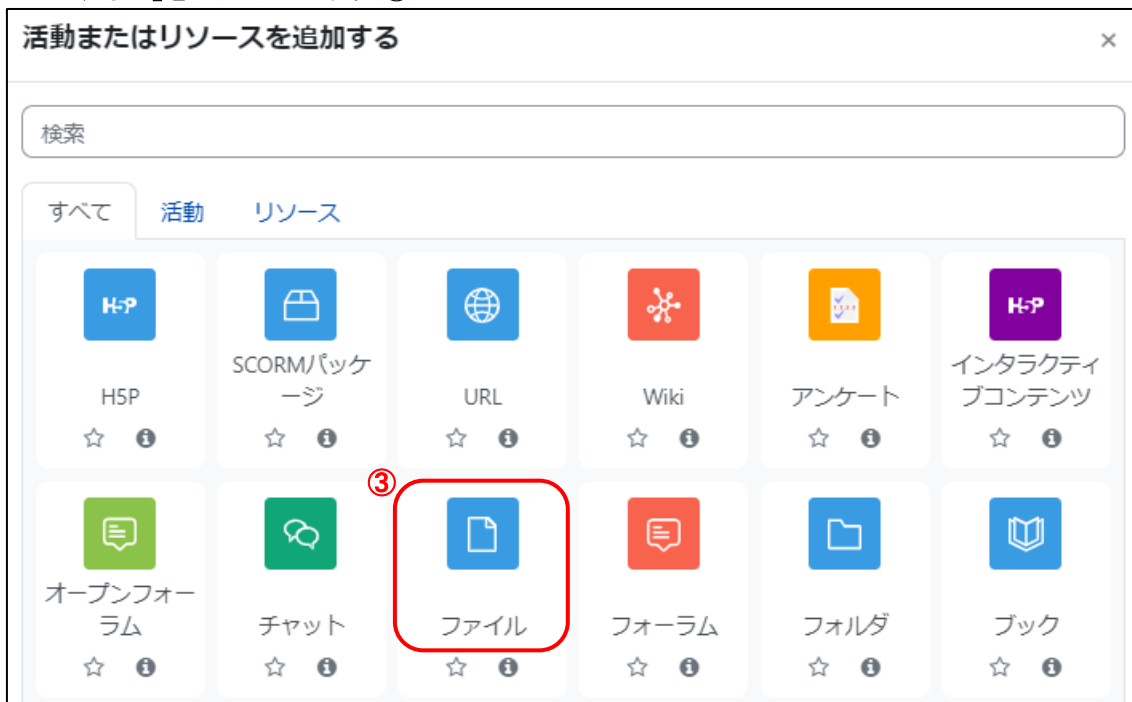 活動またはリソースを追加する ×
検索
すべて 活動 リソース
H5P H5P
SCORMパッケ インタラクティ
H5P ージ URL Wiki アンケート ブコンテンツ
③
オープンフォー
ラム チャット ファイル フォーラム フォルダ ブック